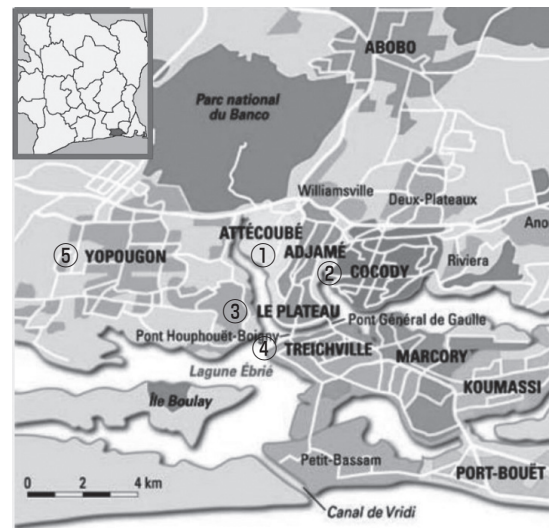 ABOBO
Parc national
du Banco
Williamsville
Deux-Plateaux
Ano
ATTÉCOUBÉ
① ADJAMÉ
② COCODY
Riviera
⑤ YOPOUGON
③ LE PLATEAU
Pont Général de Gaulle
Pont Houphouët-Boigny
④ TREICHVILLE
MARCORY
Lagune Ébrié
KOUMASSI
Île Boulay
Petit-Bassam
PORT-BOUËT
0 2 4 km
Canal de Vridi